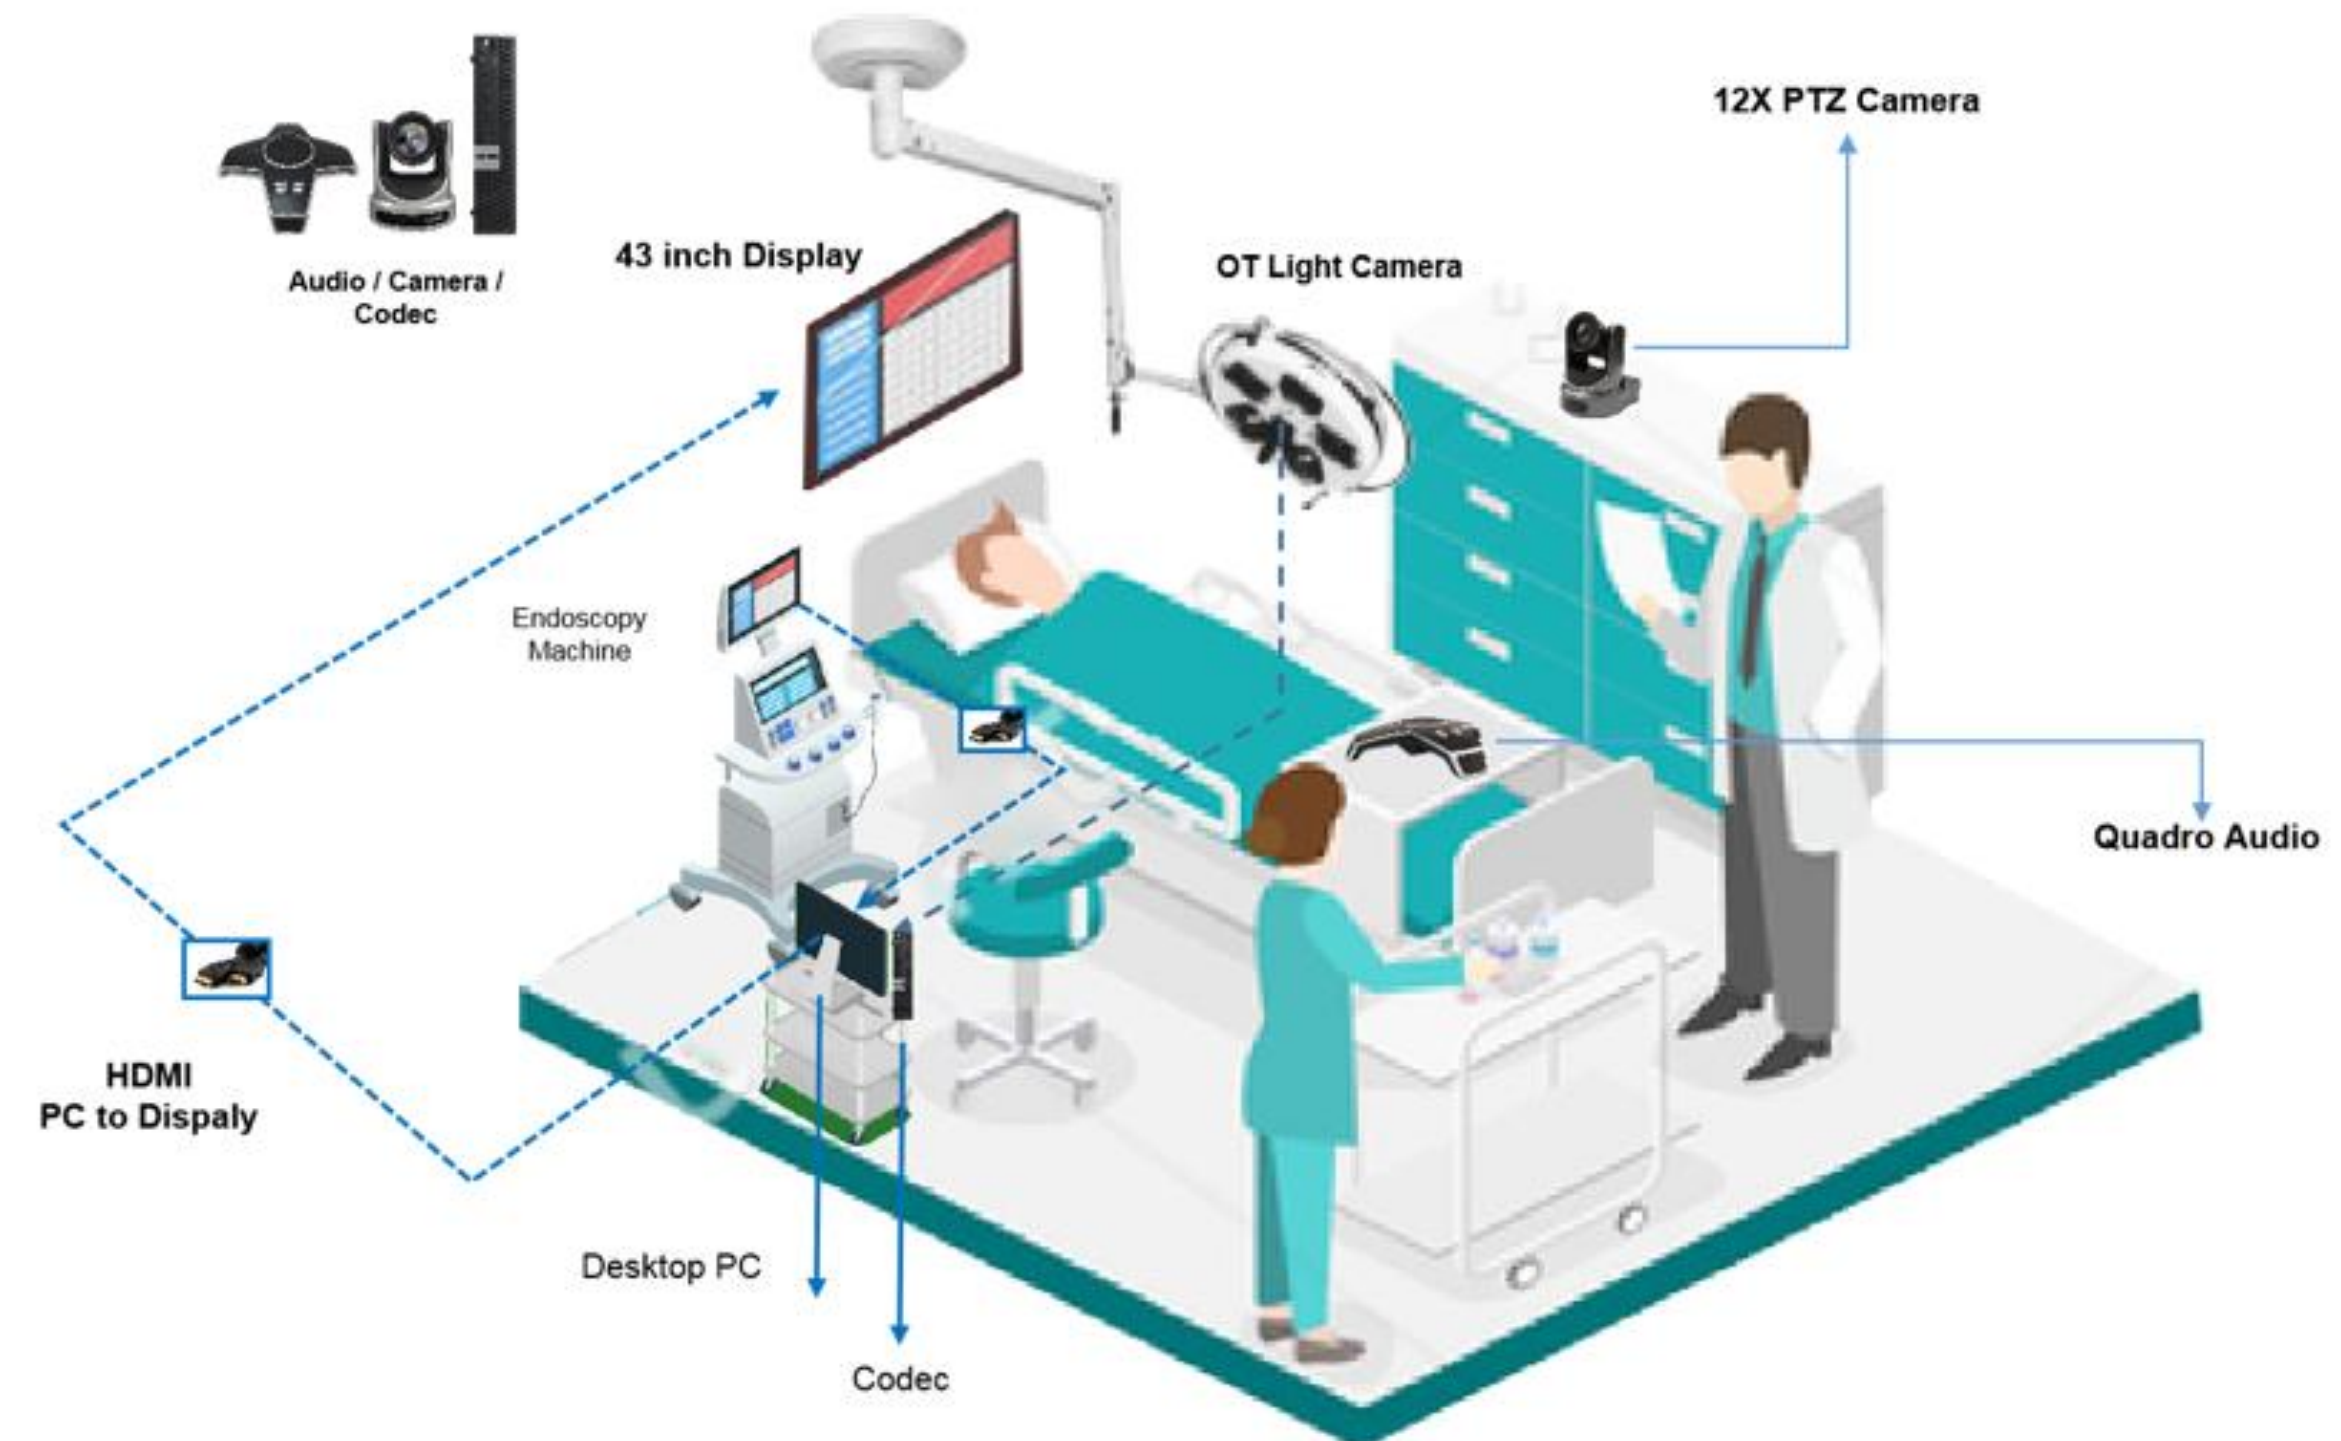 12X PTZ Camera
43 inch Display
OT Light Camera
Audio / Camera /
Codec
Endoscopy
Machine
Quadro Audio
HDMI
PC to Dispaly
Desktop PC
Codec